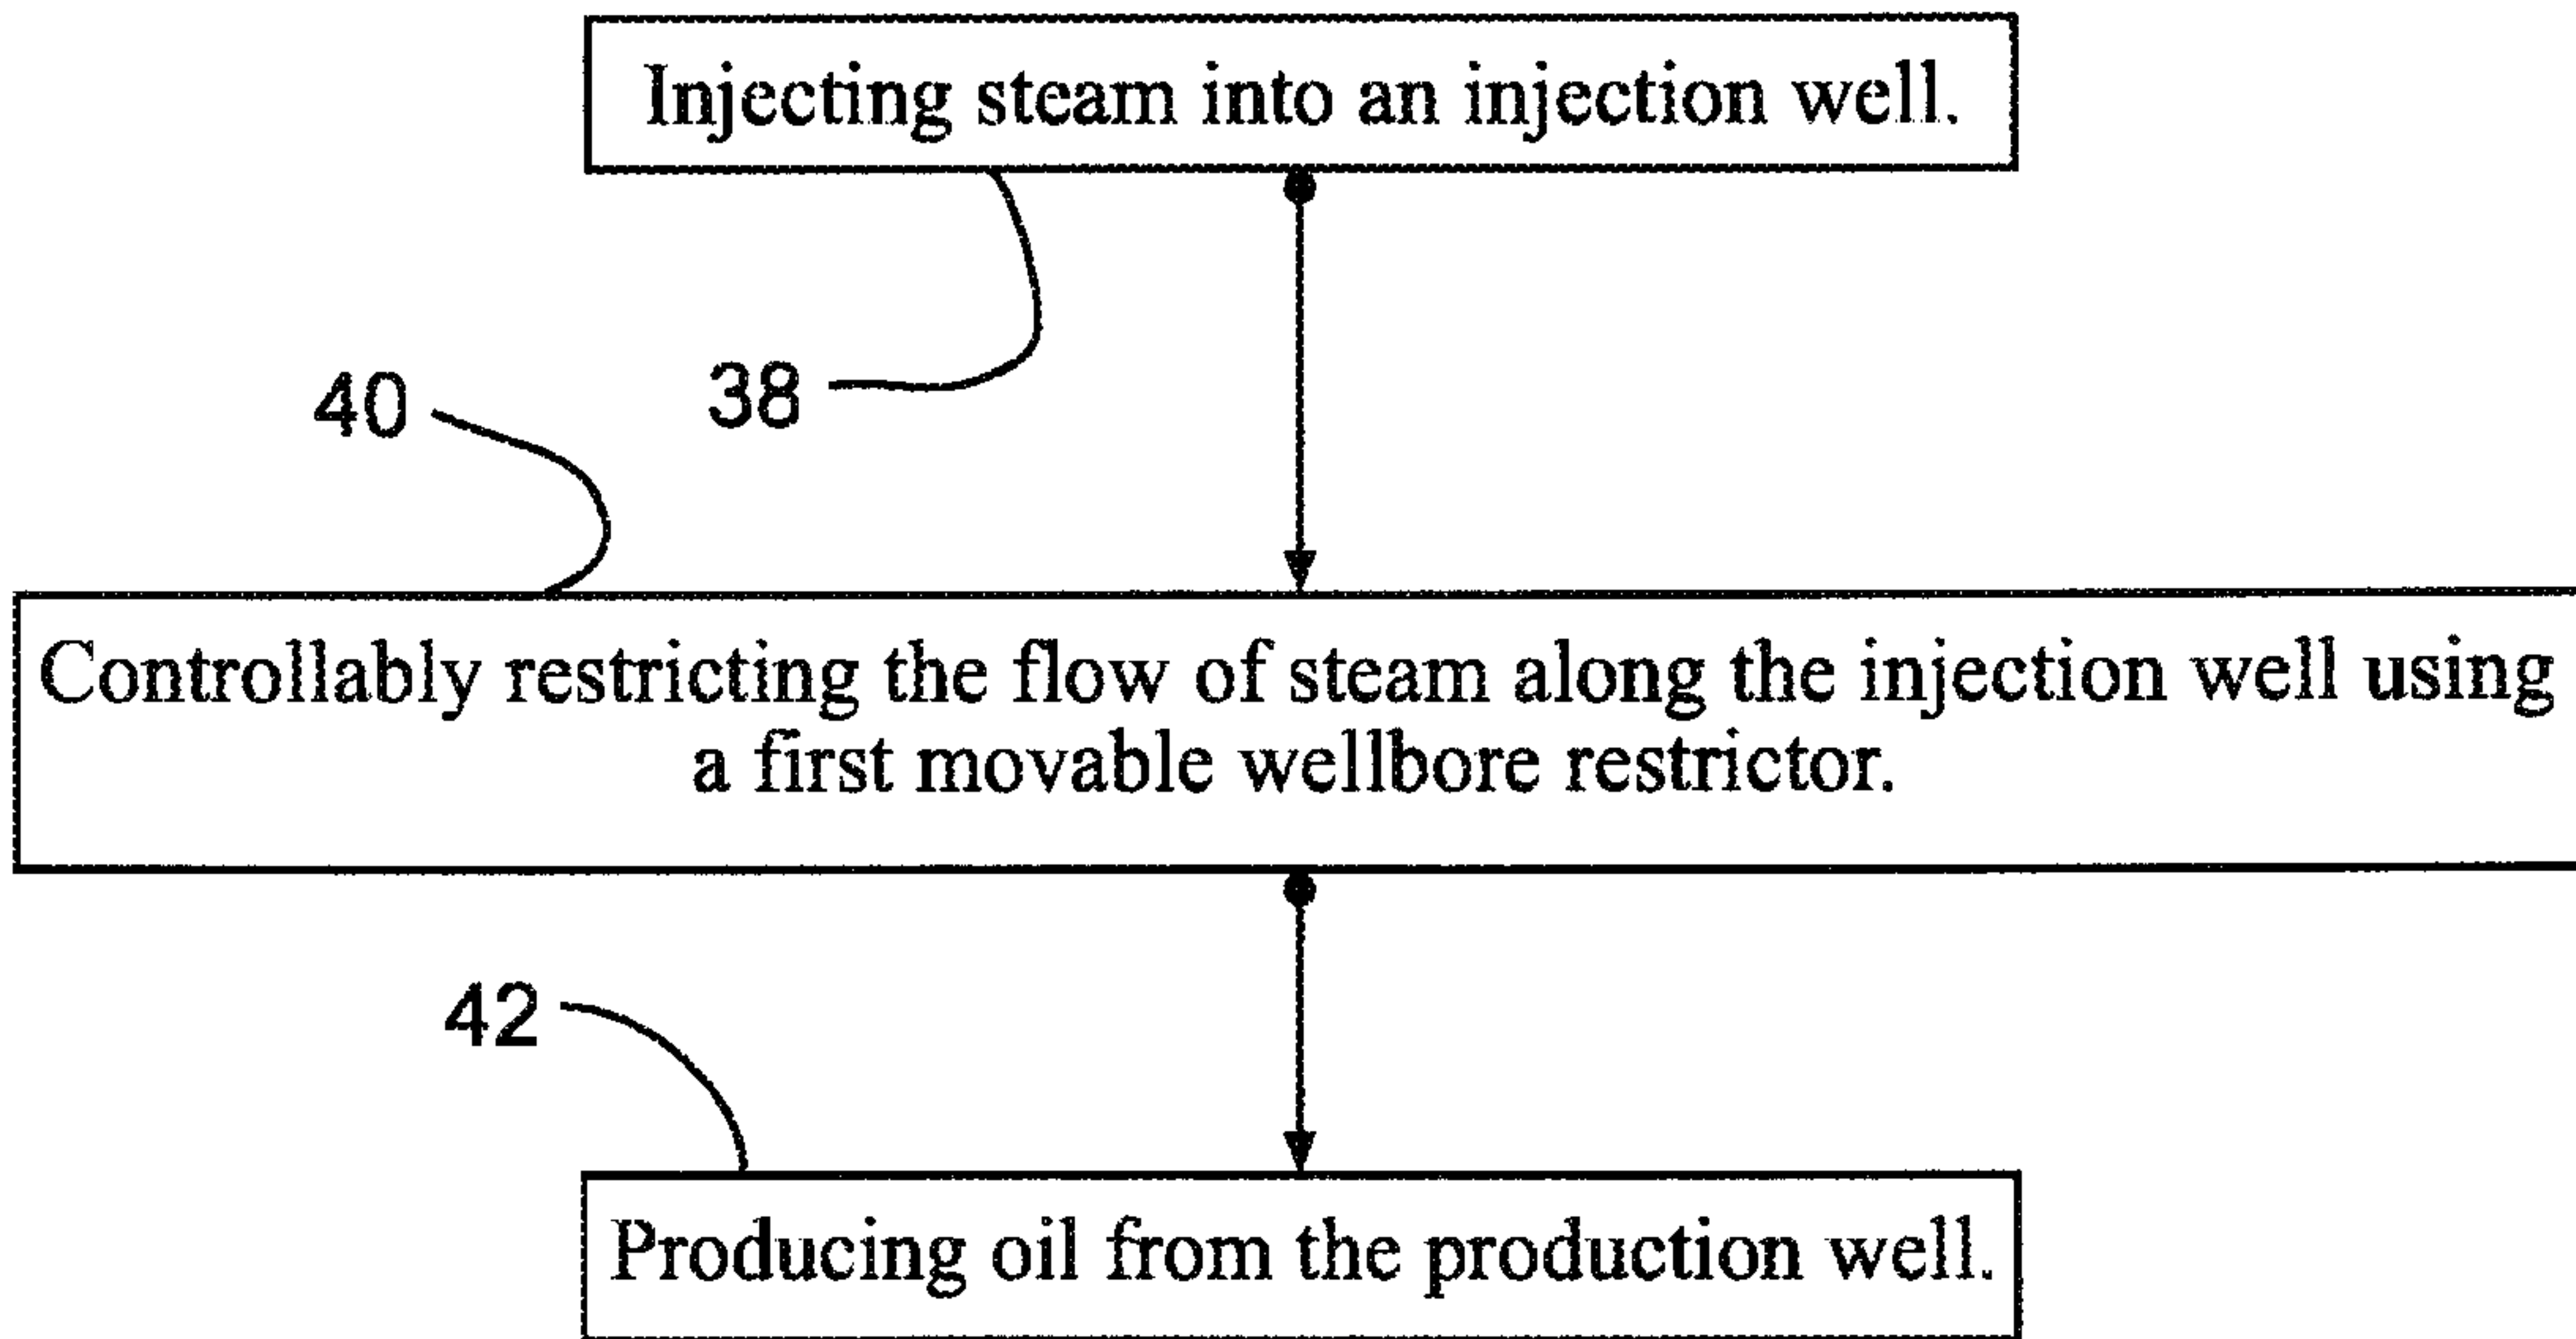 Injecting steam into an injection well.
38
40
Controllably restricting the flow of steam along the injection well using
a first movable wellbore restrictor.
42
Producing oil from the production well.